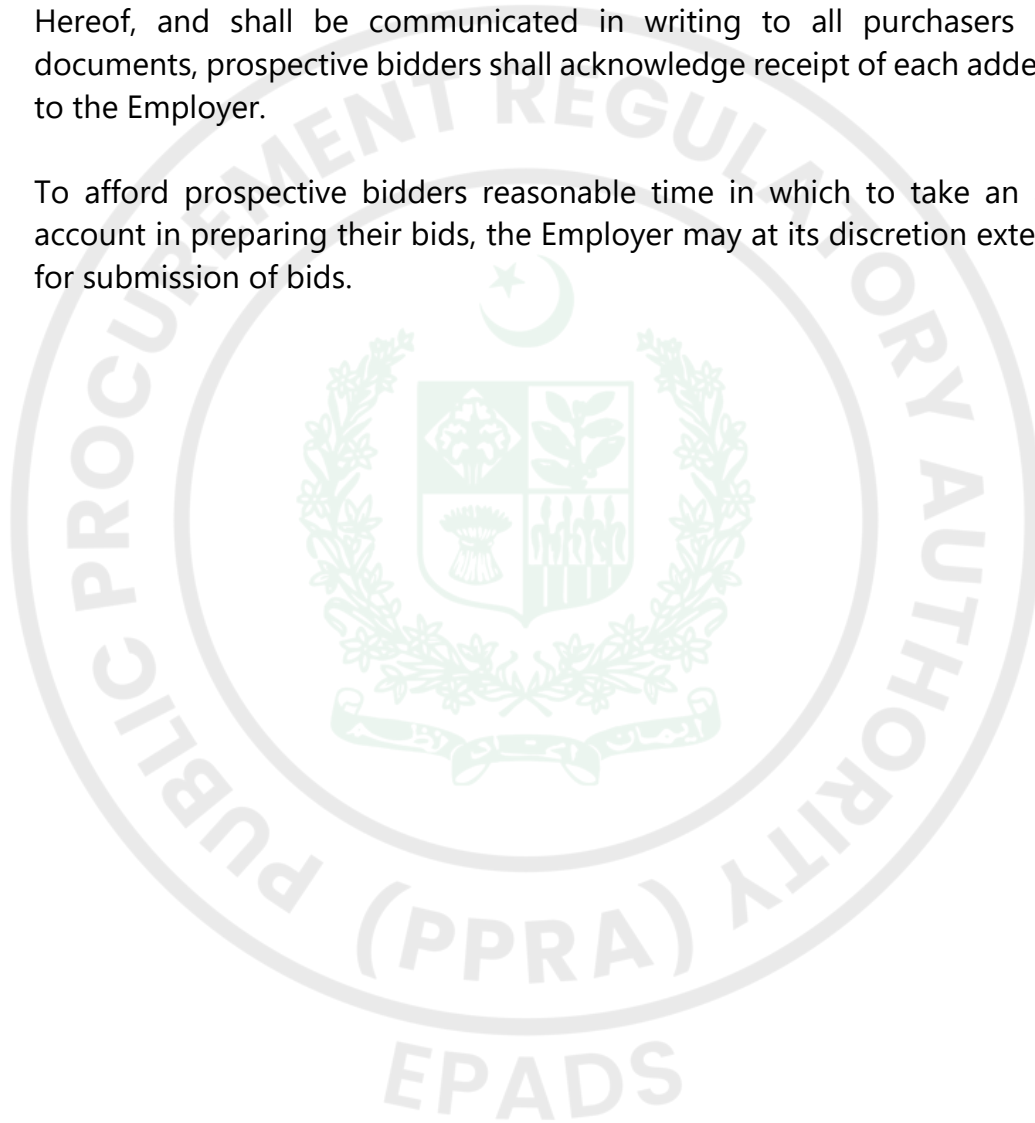 Hereof, and shall be communicated in writing to all purchasers
documents, prospective bidders shall acknowledge receipt of each adde
to the Employer.
To afford prospective bidders reasonable time in which to take an
account in preparing their bids, the Employer may at its discretion exte
for submission of bids.
PUBLIC PROCUREMENT REGULATORY AUTHORITY
(PPRA)
EPADS